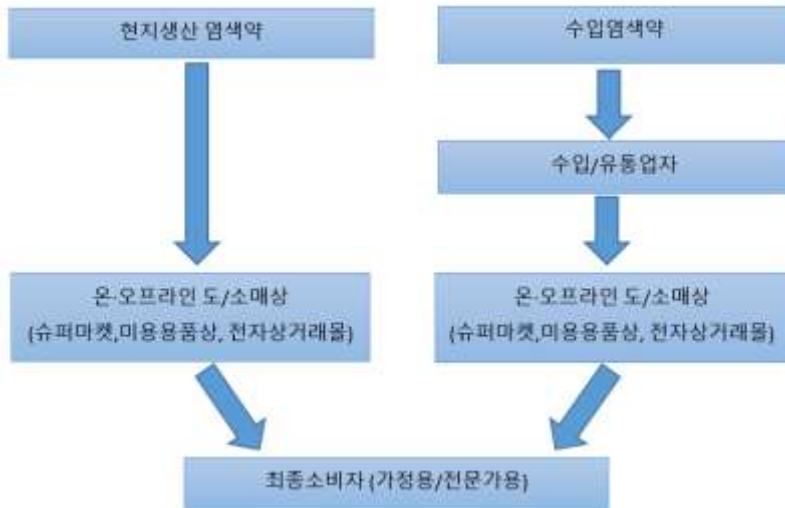 현지생산 염색약
수입염색약
수입/유통업자
온·오프라인 도/소매상
(슈퍼마켓,미용용품상, 전자상거래몰)
온·오프라인 도/소매상
(슈퍼마켓,미용용품상, 전자상거래몰)
최종소비자 (가정용/전문가용)